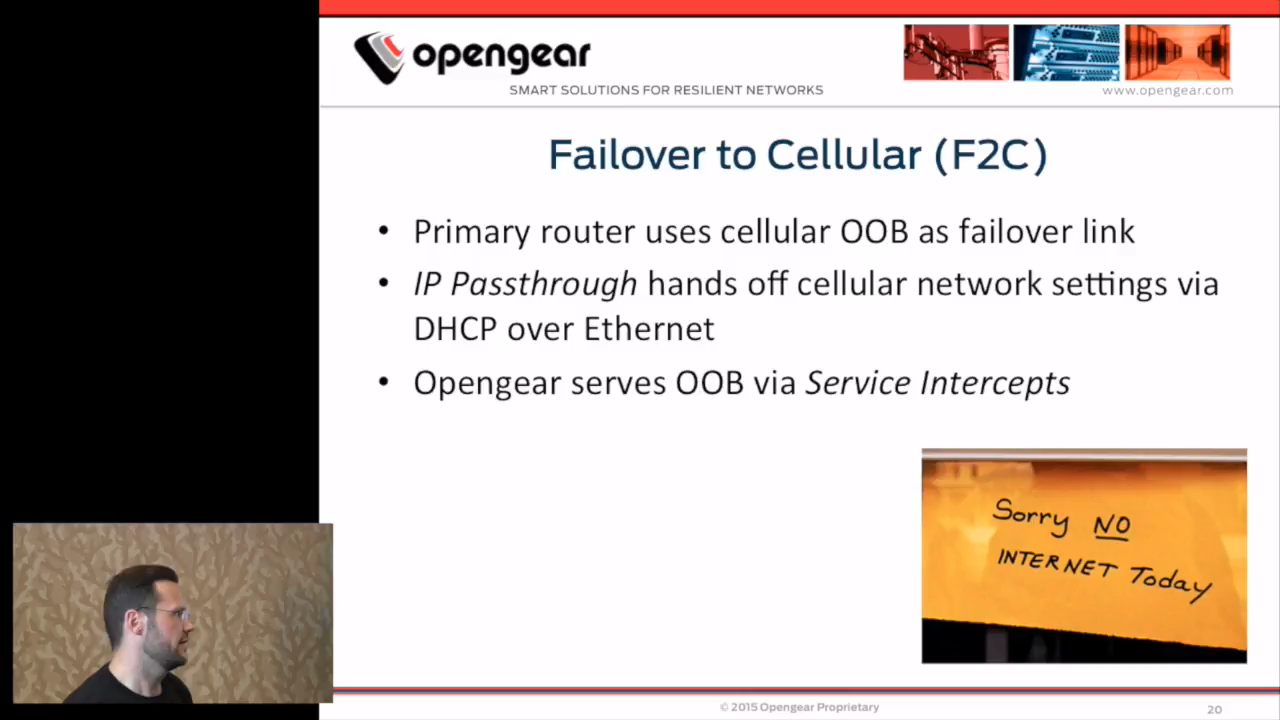 opengear
SMART SOLUTIONS FOR RESILIENT NETWORKS
www.opengear.com
Failover to Cellular (F2C)
• Primary router uses cellular OOB as failover link
• IP Passthrough hands off cellular network settings via
DHCP over Ethernet
• Opengear serves OOB via Service Intercepts
Sorry NO
INTERNET Today
© 2015 Opengear Proprietary
20